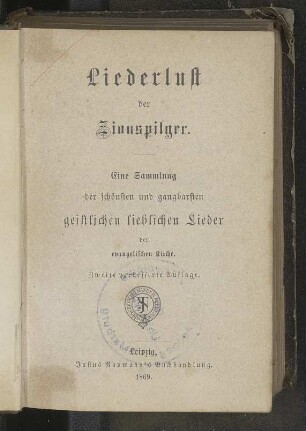 Liederlust
der
Zionspilger.
Eine Sammlung
der schönsten und gangbarsten
geistlichen lieblichen Lieder
der
evangelischen Kirche.
Zweite verbesserte Auflage.
Leipzig,
Justus Naumann's Buchhandlung.
1869.